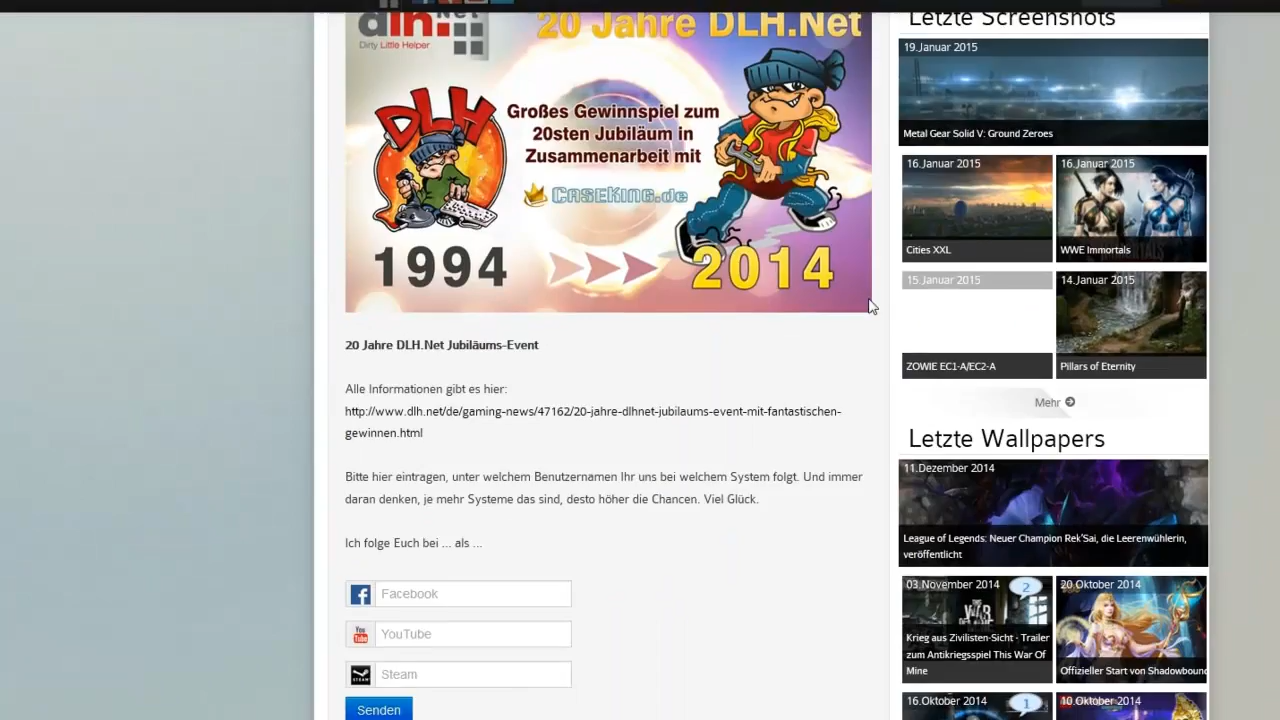 dlh.Net
Dirty Little Helper
20 Jahre DLH.Net
DLH
Großes Gewinnspiel zum
20sten Jubiläum in
Zusammenarbeit mit
CASEKING.de
1994
2014
20 Jahre DLH.Net Jubiläums-Event
Alle Informationen gibt es hier:
http://www.dlh.net/de/gaming-news/47162/20-jahre-dlhnet-jubilaums-event-mit-fantastischen-
gewinnen.html
Bitte hier eintragen, unter welchem Benutzernamen Ihr uns bei welchem System folgt. Und immer
daran denken, je mehr Systeme das sind, desto höher die Chancen. Viel Glück.
Ich folge Euch bei ... als ...
Facebook
You Tube
YouTube
STEAM
Steam
Senden
Letzte Screenshots
19.Januar 2015
Metal Gear Solid V: Ground Zeroes
16.Januar 2015
Cities XXL
16.Januar 2015
WWE Immortals
15.Januar 2015
ZOWIE EC1-A/EC2-A
14.Januar 2015
Pillars of Eternity
Mehr
Letzte Wallpapers
11.Dezember 2014
League of Legends: Neuer Champion Rek'Sai, die Leerenwühlerin,
veröffentlicht
03.November 2014
2
Krieg aus Zivilisten-Sicht - Trailer
zum Antikriegsspiel This War Of
Mine
20.Oktober 2014
Offizieller Start von Shadowbound
16.Oktober 2014
1
10.Oktober 2014